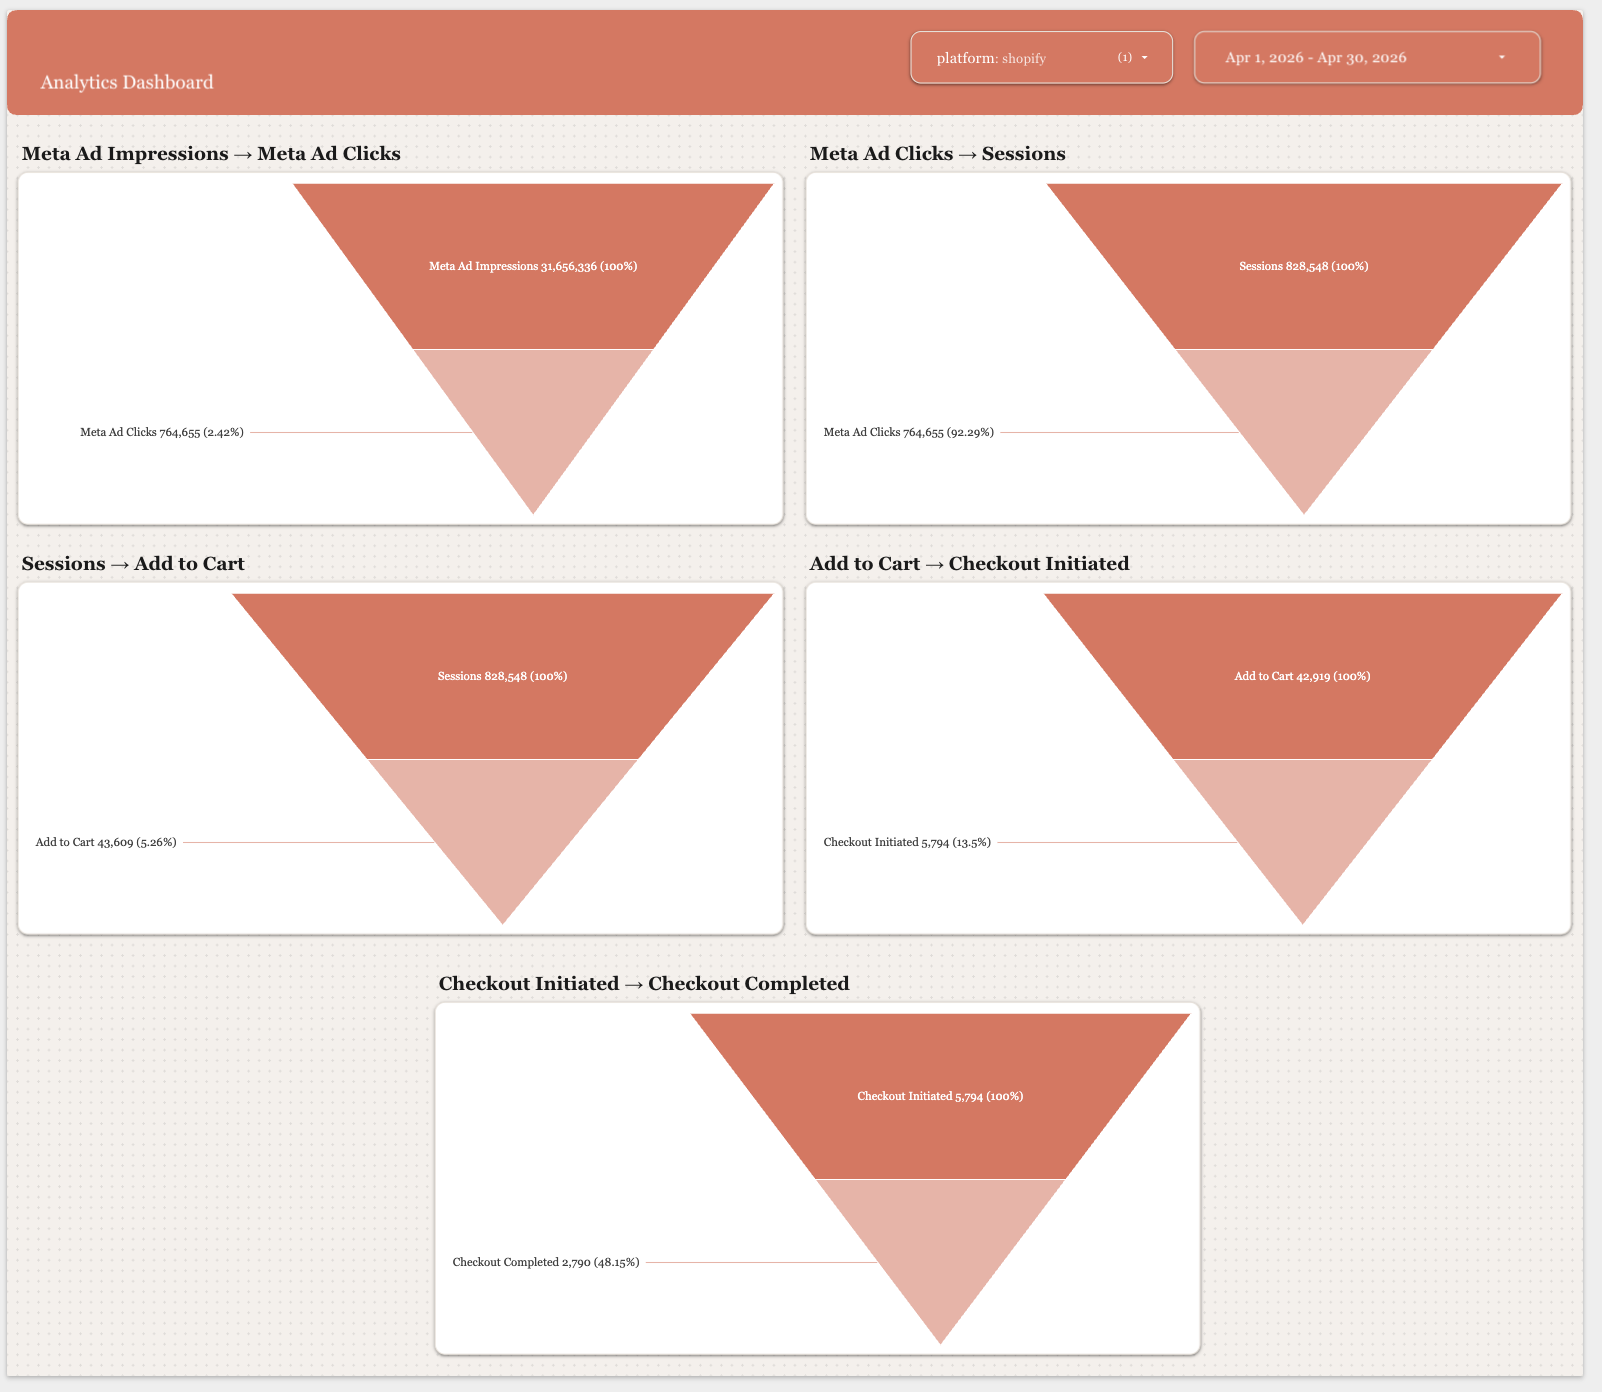 Analytics Dashboard
platform: shopify (1)
Apr 1, 2026 - Apr 30, 2026
Meta Ad Impressions → Meta Ad Clicks
Meta Ad Impressions 31,656,336 (100%)
Meta Ad Clicks 764,655 (2.42%)
Meta Ad Clicks → Sessions
Sessions 828,548 (100%)
Meta Ad Clicks 764,655 (92.29%)
Sessions → Add to Cart
Sessions 828,548 (100%)
Add to Cart 43,609 (5.26%)
Add to Cart → Checkout Initiated
Add to Cart 42,919 (100%)
Checkout Initiated 5,794 (13.5%)
Checkout Initiated → Checkout Completed
Checkout Initiated 5,794 (100%)
Checkout Completed 2,790 (48.15%)